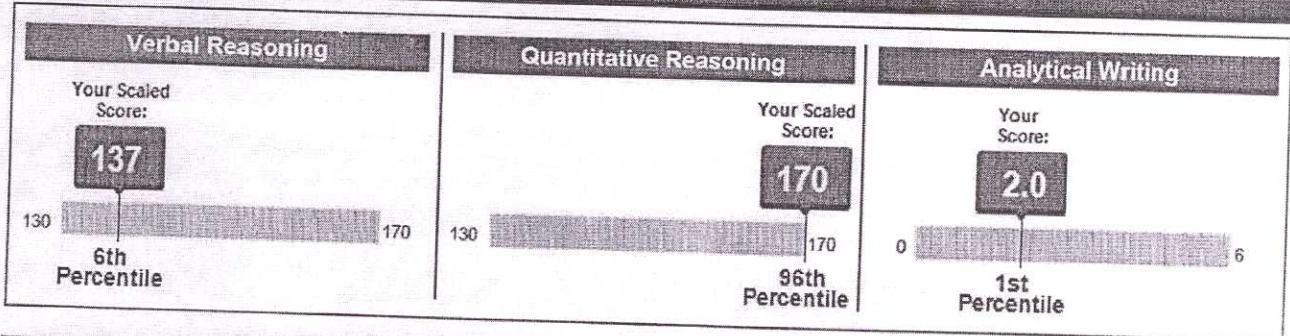 Verbal Reasoning
Your Scaled
Score:
137
130
170
6th
Percentile
Quantitative Reasoning
Your Scaled
Score:
170
130
170
96th
Percentile
Analytical Writing
Your
Score:
2.0
0
6
1st
Percentile